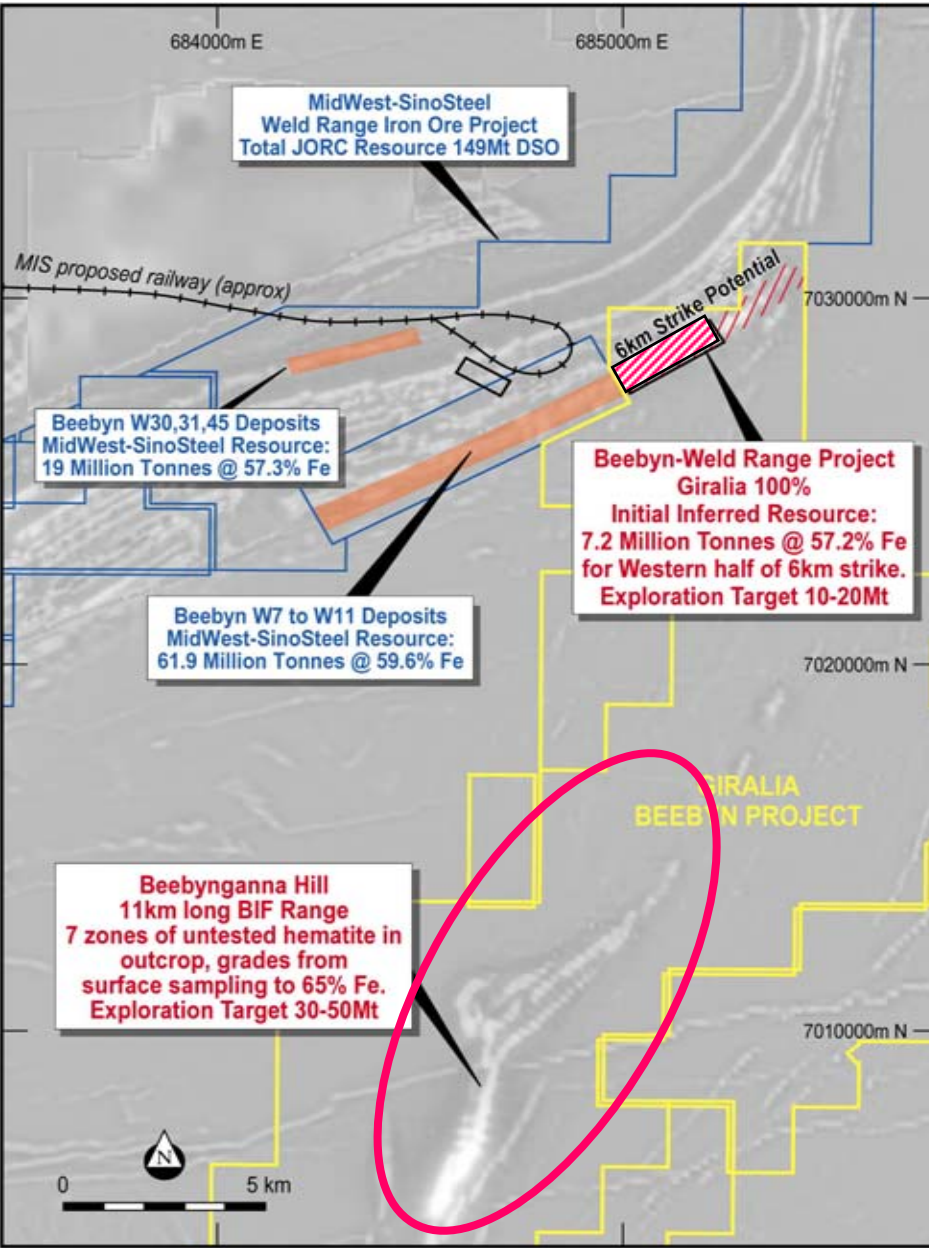 684000m E
685000m E
MidWest-SinoSteel
Weld Range Iron Ore Project
Total JORC Resource 149Mt DSO
MIS proposed railway (approx)
6km Strike Potential
7030000m N
Beebyn W30,31,45 Deposits
MidWest-SinoSteel Resource:
19 Million Tonnes @ 57.3% Fe
Beebyn-Weld Range Project
Giralia 100%
Initial Inferred Resource:
7.2 Million Tonnes @ 57.2% Fe
for Western half of 6km strike.
Exploration Target 10-20Mt
Beebyn W7 to W11 Deposits
MidWest-SinoSteel Resource:
61.9 Million Tonnes @ 59.6% Fe
7020000m N
GIRALIA
BEEBYN PROJECT
Beebynganna Hill
11km long BIF Range
7 zones of untested hematite in
outcrop, grades from
surface sampling to 65% Fe.
Exploration Target 30-50Mt
7010000m N
N
0 5 km